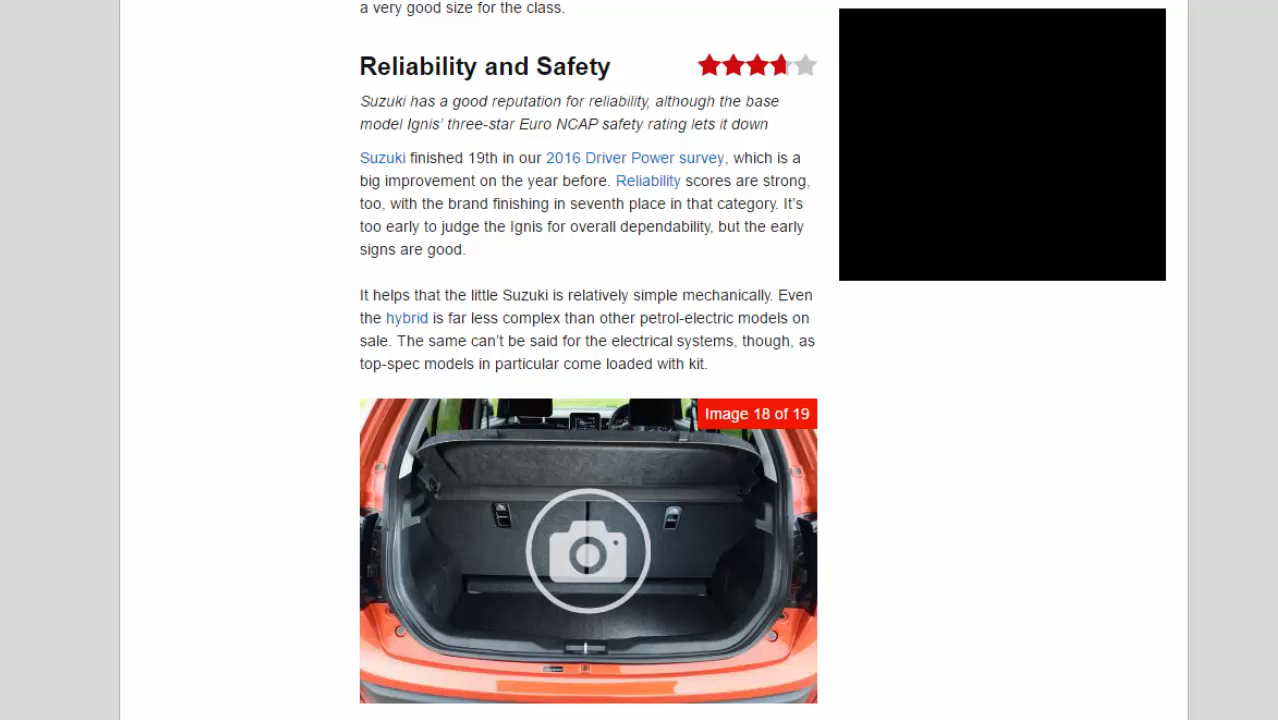 a very good size for the class.
Reliability and Safety
Suzuki has a good reputation for reliability, although the base
model Ignis’ three-star Euro NCAP safety rating lets it down
Suzuki finished 19th in our 2016 Driver Power survey, which is a
big improvement on the year before. Reliability scores are strong,
too, with the brand finishing in seventh place in that category. It’s
too early to judge the Ignis for overall dependability, but the early
signs are good.
It helps that the little Suzuki is relatively simple mechanically. Even
the hybrid is far less complex than other petrol-electric models on
sale. The same can’t be said for the electrical systems, though, as
top-spec models in particular come loaded with kit.
Image 18 of 19